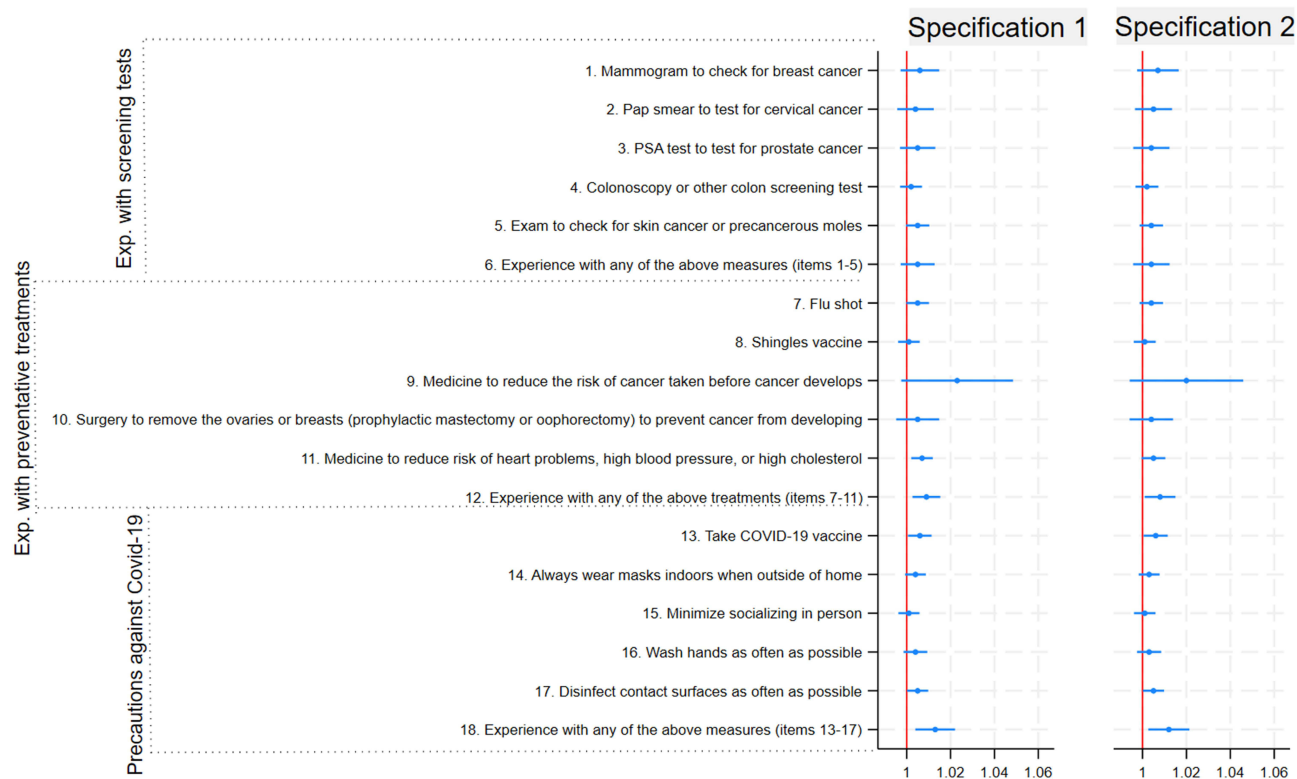 Specification 1
Specification 2
Exp. with screening tests
1. Mammogram to check for breast cancer
2. Pap smear to test for cervical cancer
3. PSA test to test for prostate cancer
4. Colonoscopy or other colon screening test
5. Exam to check for skin cancer or precancerous moles
6. Experience with any of the above measures (items 1-5)
Exp. with preventative treatments
7. Flu shot
8. Shingles vaccine
9. Medicine to reduce the risk of cancer taken before cancer develops
10. Surgery to remove the ovaries or breasts (prophylactic mastectomy or oophorectomy) to prevent cancer from developing
11. Medicine to reduce risk of heart problems, high blood pressure, or high cholesterol
12. Experience with any of the above treatments (items 7-11)
Precautions against Covid-19
13. Take COVID-19 vaccine
14. Always wear masks indoors when outside of home
15. Minimize socializing in person
16. Wash hands as often as possible
17. Disinfect contact surfaces as often as possible
18. Experience with any of the above measures (items 13-17)
1 1.02 1.04 1.06
1 1.02 1.04 1.06